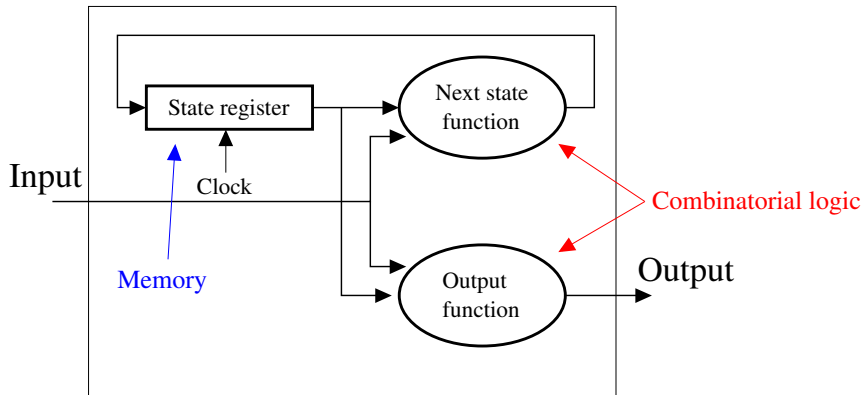 State register
Next state
function
Clock
Input
Combinatorial logic
Memory
Output
Output
function